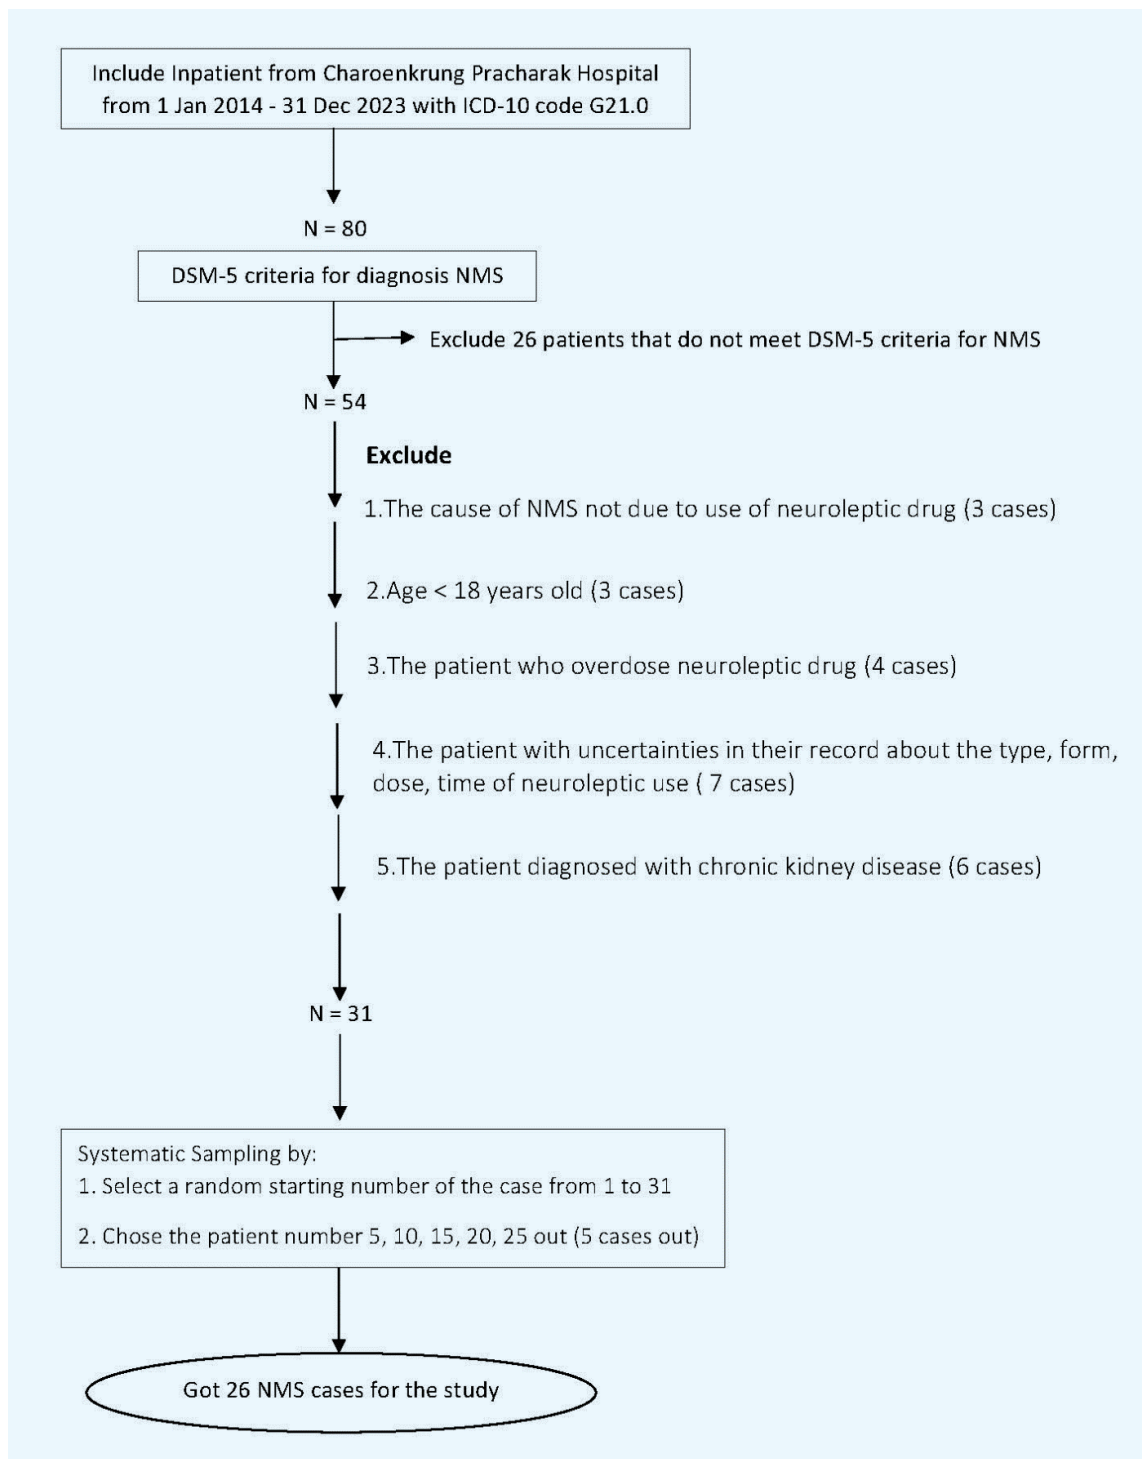 Include Inpatient from Charoenkrung Pracharak Hospital
from 1 Jan 2014 - 31 Dec 2023 with ICD-10 code G21.0
N = 80
DSM-5 criteria for diagnosis NMS
Exclude 26 patients that do not meet DSM-5 criteria for NMS
N = 54
Exclude
1.The cause of NMS not due to use of neuroleptic drug (3 cases)
2.Age < 18 years old (3 cases)
3.The patient who overdose neuroleptic drug (4 cases)
4.The patient with uncertainties in their record about the type, form,
dose, time of neuroleptic use ( 7 cases)
5.The patient diagnosed with chronic kidney disease (6 cases)
N = 31
Systematic Sampling by:
1. Select a random starting number of the case from 1 to 31
2. Chose the patient number 5, 10, 15, 20, 25 out (5 cases out)
Got 26 NMS cases for the study